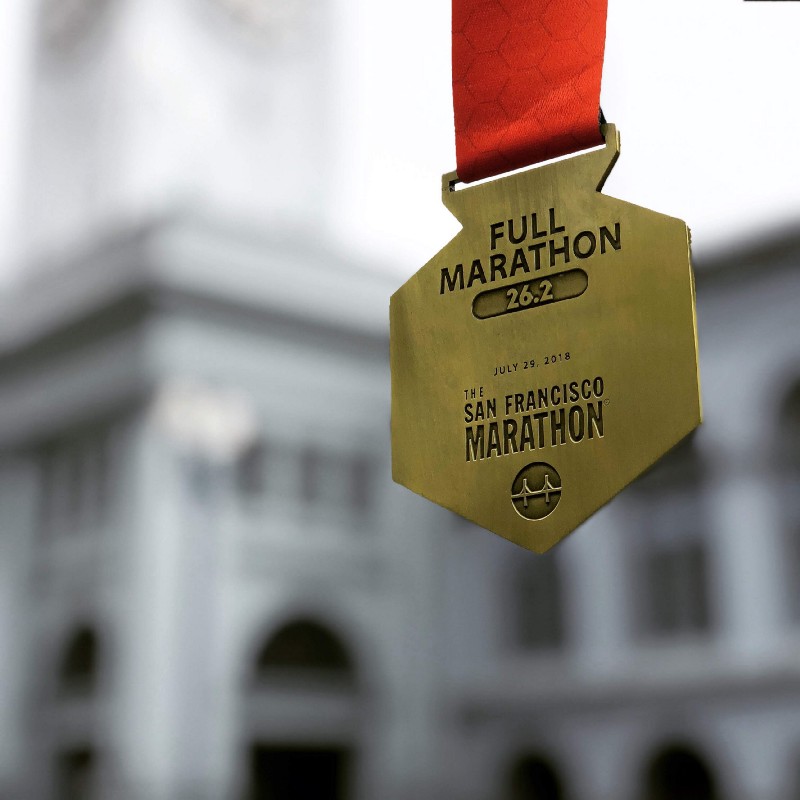 FULL
MARATHON
26.2
JULY 29, 2018
THE
SAN FRANCISCO
MARATHON